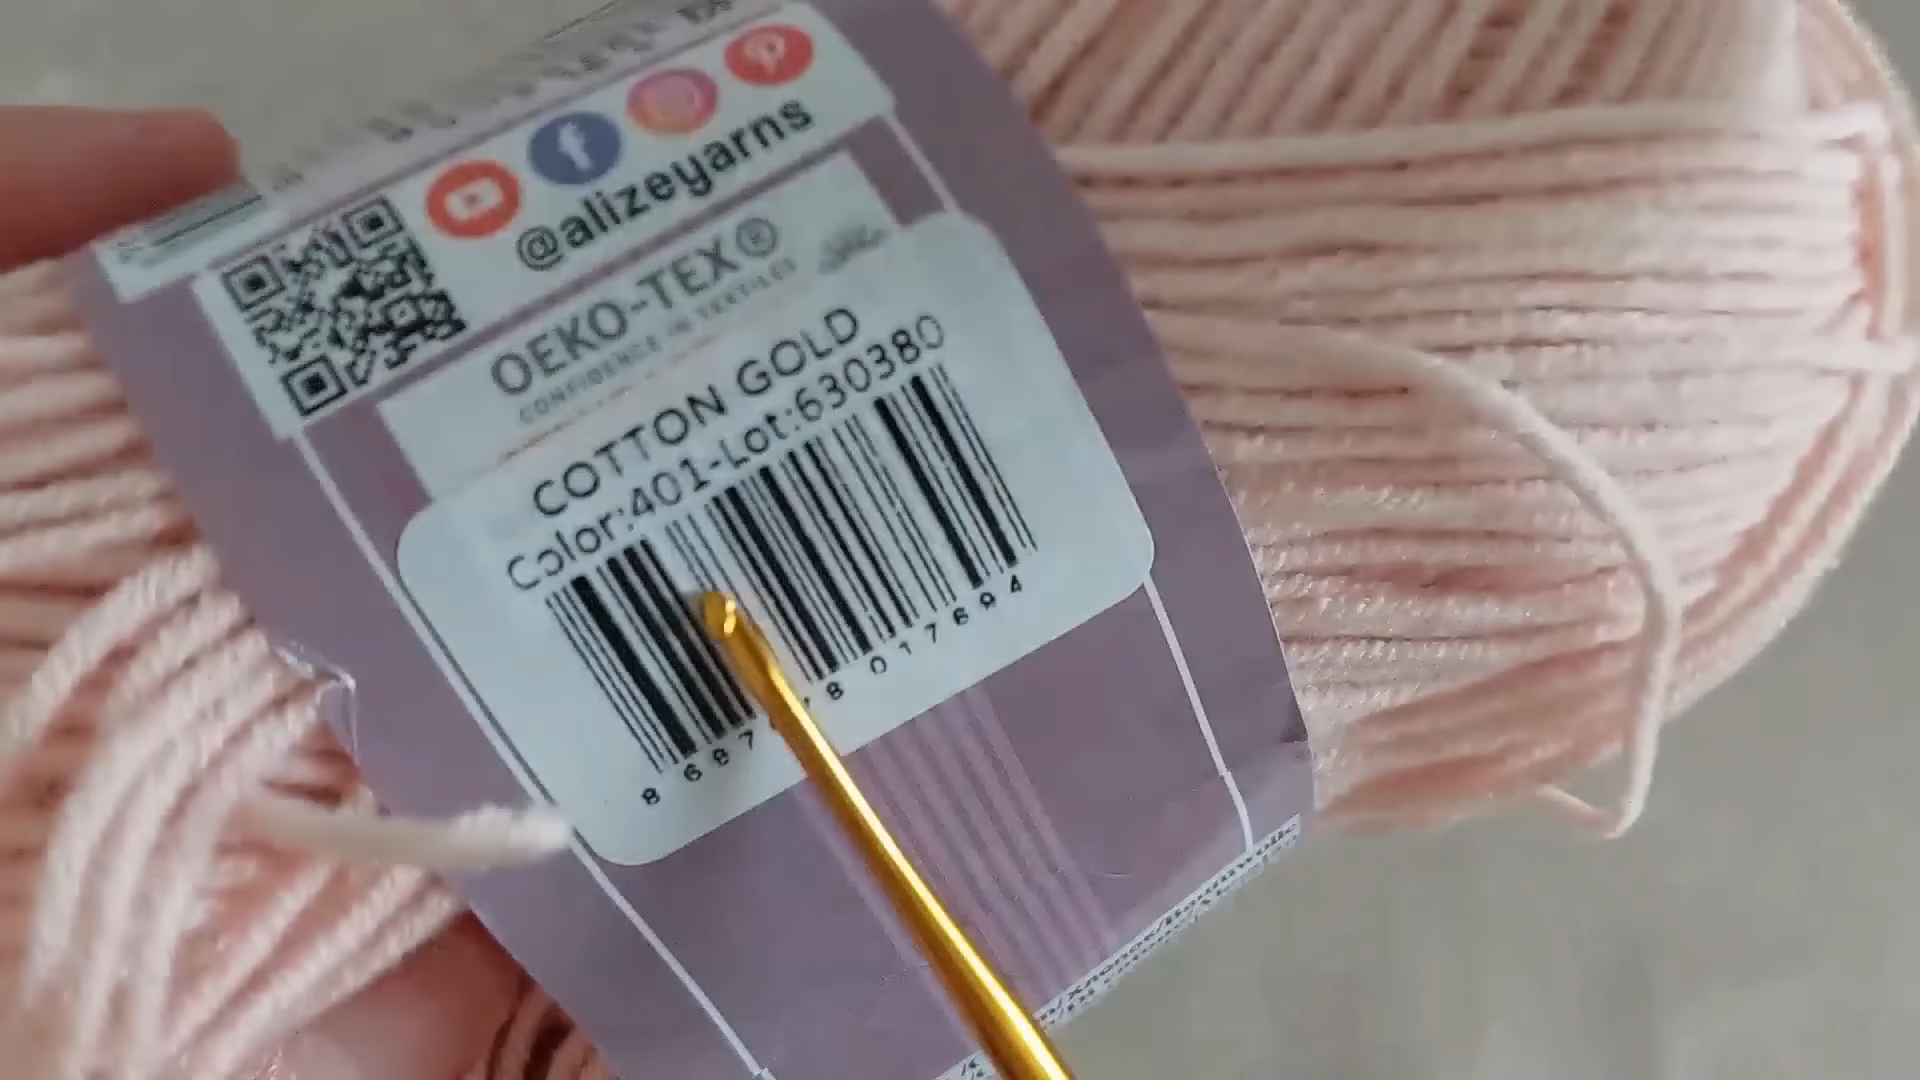 @alizeyarns
OEKO-TEX®
CONFIDENCE IN TEXTILES
COTTON GOLD
Color:401-Lot:630380